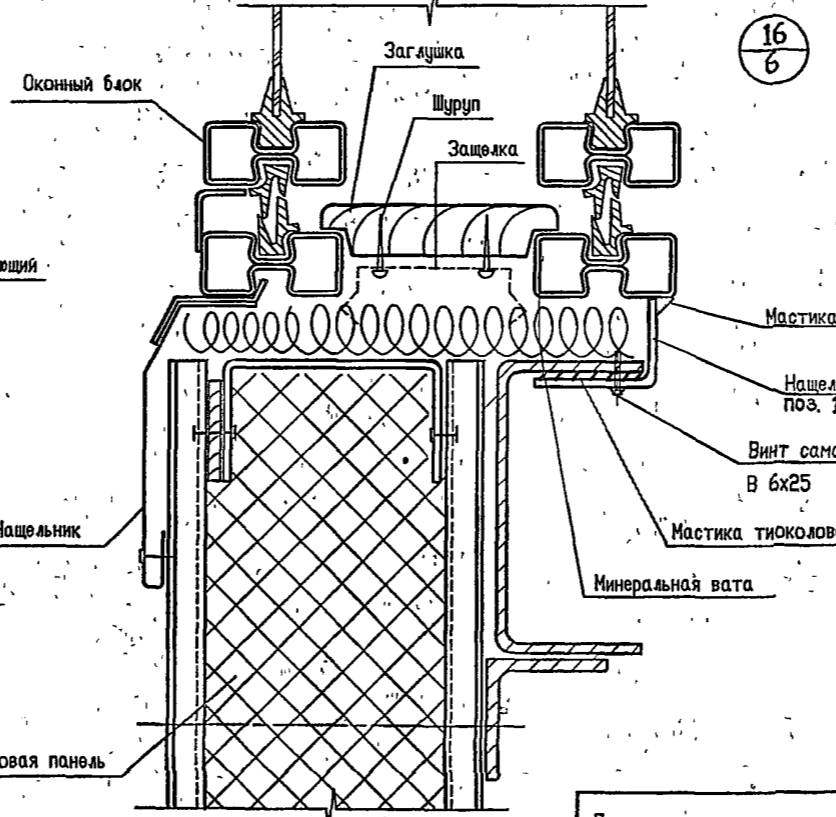 16
6
Заглушка
Оконный блок
Шуруп
Защелка
ющий
Мастика
Нащел
поз. 1
Винт само
В 6х25
Нащельник
Мастика тиоколов
Минеральная вата
овая панель